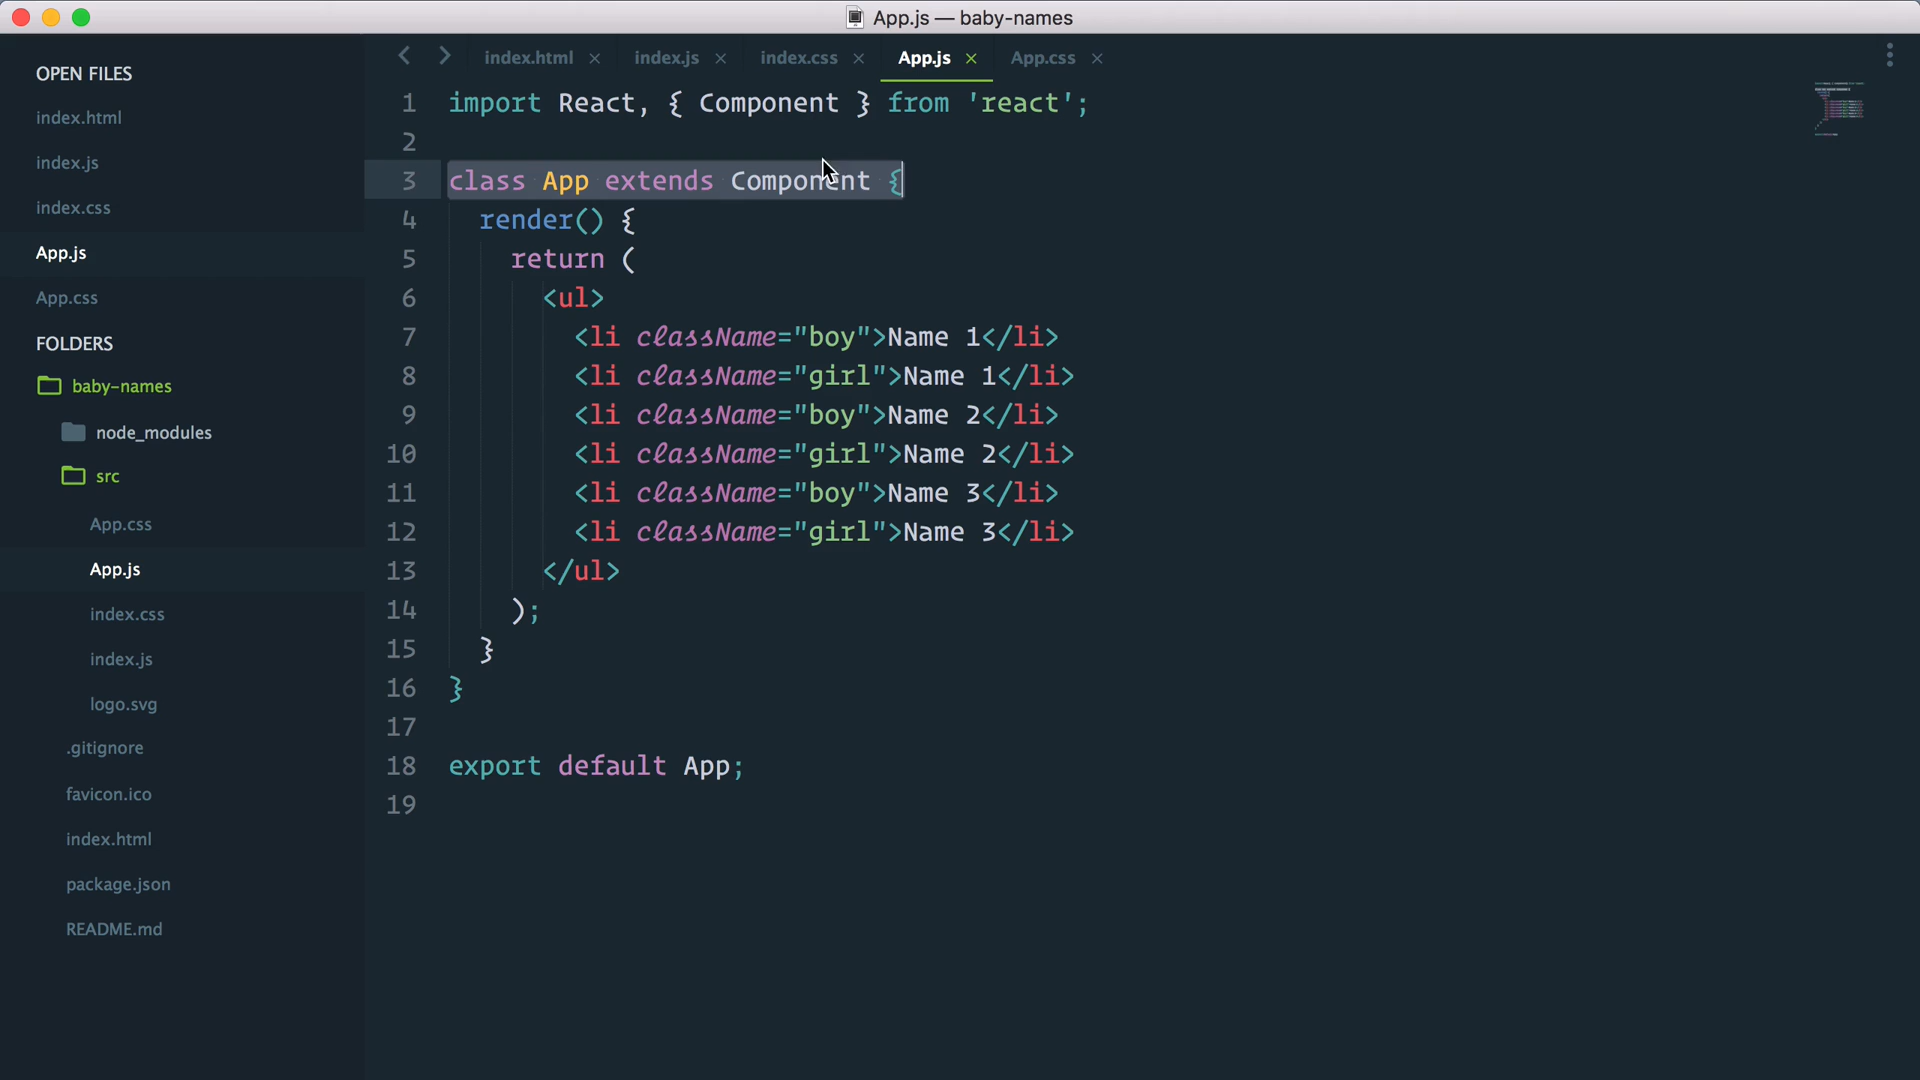 App.js — baby-names
OPEN FILES
index.html
index.js
index.css
App.js
App.css
FOLDERS
baby-names
node_modules
src
App.css
App.js
index.css
index.js
logo.svg
.gitignore
favicon.ico
index.html
package.json
README.md
index.html × index.js × index.css × App.js × App.css ×
1 import React, { Component } from 'react';
2
3 class App extends Component {
4   render() {
5     return (
6       <ul>
7         <li className="boy">Name 1</li>
8         <li className="girl">Name 1</li>
9         <li className="boy">Name 2</li>
10         <li className="girl">Name 2</li>
11         <li className="boy">Name 3</li>
12         <li className="girl">Name 3</li>
13       </ul>
14     );
15   }
16 }
17
18 export default App;
19